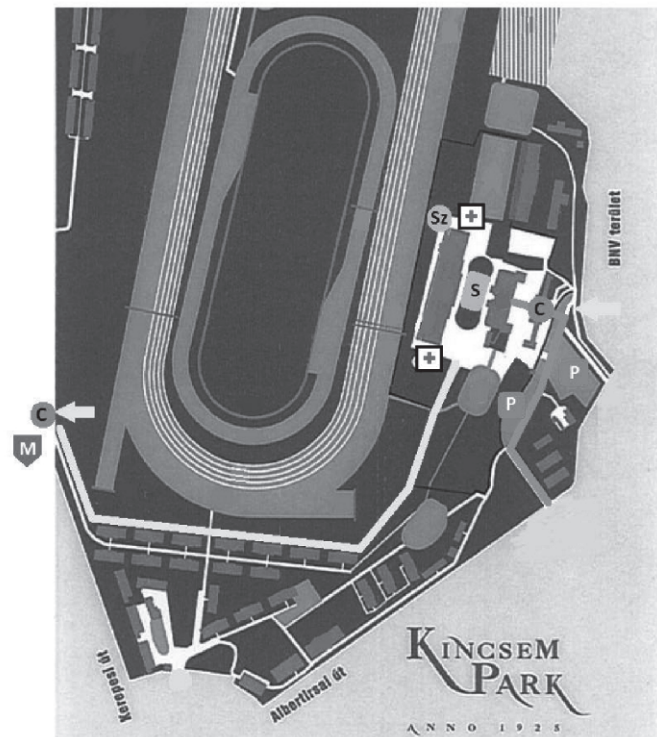 Sz
BNV terület
S
C
P
P
C
M
Kerepesi út
Albertirsai út
KINCSEM
PARK
ANNO 1925